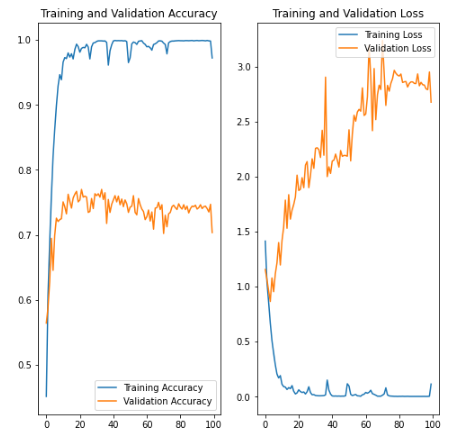 Training and Validation Accuracy
1.0
0.9
0.8
0.7
0.6
0.5
0 20 40 60 80 100
Training Accuracy
Validation Accuracy
Training and Validation Loss
3.0
2.5
2.0
1.5
1.0
0.5
0.0
0 20 40 60 80 100
Training Loss
Validation Loss